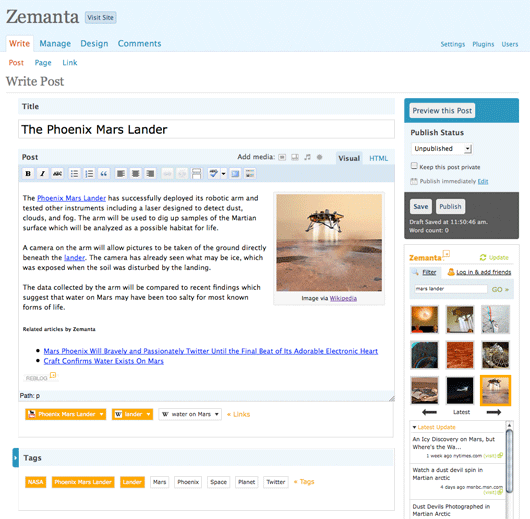 Zemanta Visit Site
Write Manage Design Comments Settings Plugins Users
Post Page Link
Write Post
Title
The Phoenix Mars Lander
Post Add media: Visual HTML
B I ABC
The Phoenix Mars Lander has successfully deployed its robotic arm and
tested other instruments including a laser designed to detect dust,
clouds, and fog. The arm will be used to dig up samples of the Martian
surface which will be analyzed as a possible habitat for life.
A camera on the arm will allow pictures to be taken of the ground directly
beneath the lander. The camera has already seen what may be ice, which
was exposed when the soil was disturbed by the landing.
Image via Wikipedia
The data collected by the arm will be compared to recent findings which
suggest that water on Mars may have been too salty for most known
forms of life.
Related articles by Zemanta
Mars Phoenix Will Bravely and Passionately Twitter Until the Final Beat of Its Adorable Electronic Heart
Craft Confirms Water Exists On Mars
REBLOG
Path: p
Phoenix Mars Lander W lander W water on Mars « Links
Tags
NASA Phoenix Mars Lander Lander Mars Phoenix Space Planet Twitter « Tags
Preview this Post
Publish Status
Unpublished
Keep this post private
Publish immediately Edit
Save Publish
Draft Saved at 11:50:46 am.
Word count: 0
Zemanta Update
Filter Log in & add friends
mars lander GO »
Latest
Latest Update
An Icy Discovery on Mars, but
Where's the Wa...
1 week ago nytimes.com (visit)
Watch a dust devil spin in
Martian arctic
4 days ago msnbc.msn.com
(visit)
Dust Devils Photographed in
Martian Arctic